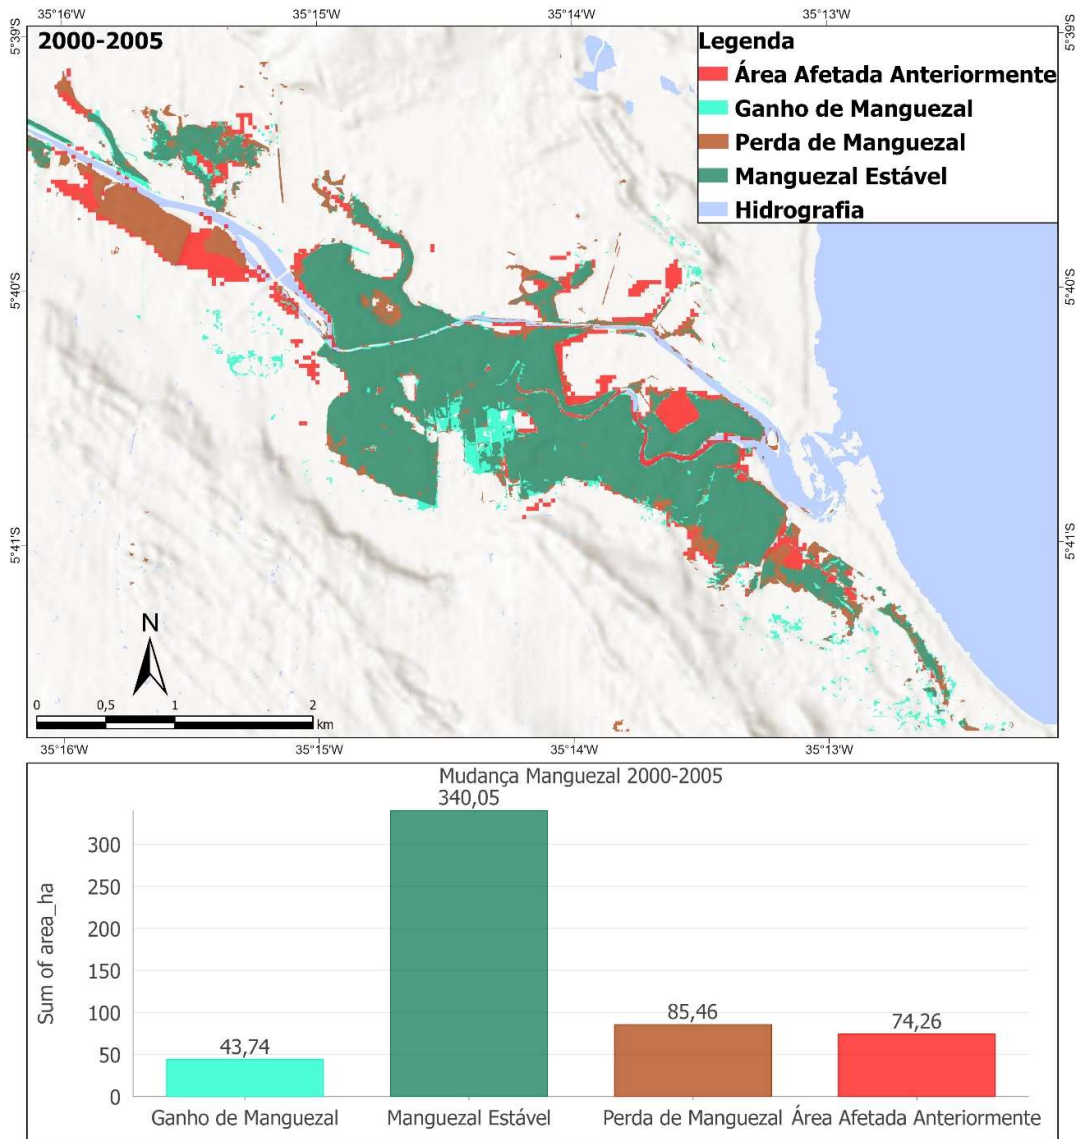 35°16'W 35°15'W 35°14'W 35°13'W
5°39'S 5°39'S
2000-2005
Legenda
Área Afetada Anteriormente
Ganho de Manguezal
Perda de Manguezal
Manguezal Estável
Hidrografia
5°40'S 5°40'S
5°41'S 5°41'S
N
0 0,5 1 2
km
35°16'W 35°15'W 35°14'W 35°13'W
Mudança Manguezal 2000-2005
340,05
300
250
200
150
100
50
0
Sum of area_ha
85,46
74,26
43,74
Ganho de Manguezal Manguezal Estável Perda de Manguezal Área Afetada Anteriormente